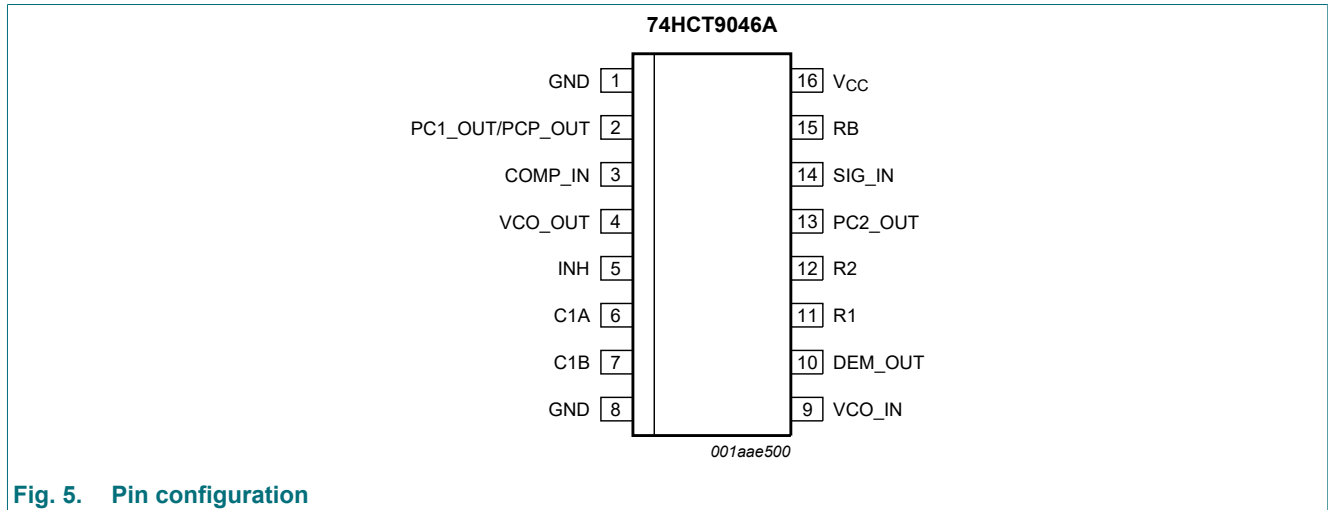 74HCT9046A
GND 1
16 VCC
PC1_OUT/PCP_OUT 2
15 RB
COMP_IN 3
14 SIG_IN
VCO_OUT 4
13 PC2_OUT
INH 5
12 R2
C1A 6
11 R1
C1B 7
10 DEM_OUT
GND 8
9 VCO_IN
001aae500
Fig. 5. Pin configuration